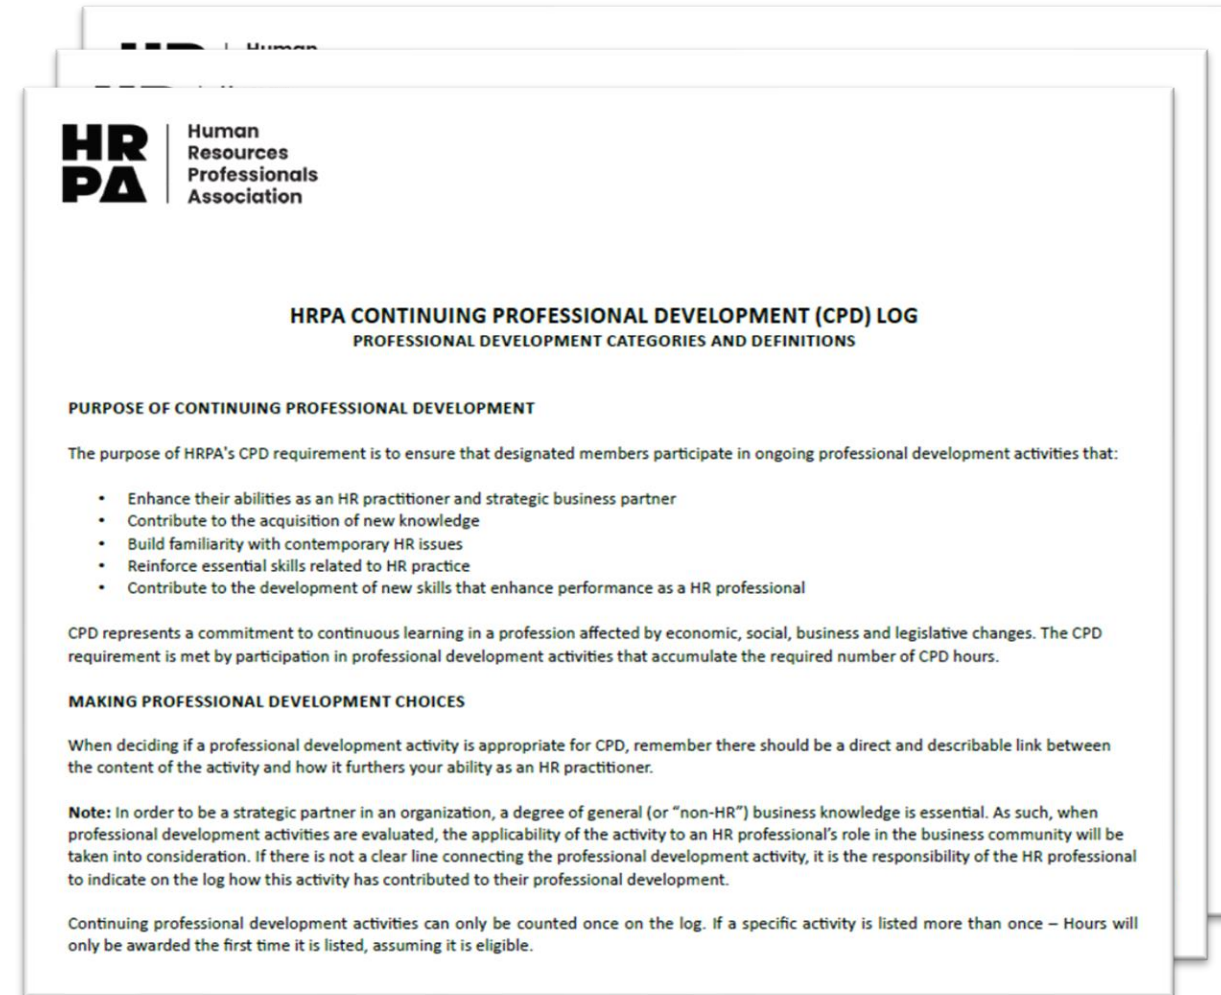 Human
HR
PA
Human
Resources
Professionals
Association
HRPA CONTINUING PROFESSIONAL DEVELOPMENT (CPD) LOG
PROFESSIONAL DEVELOPMENT CATEGORIES AND DEFINITIONS
PURPOSE OF CONTINUING PROFESSIONAL DEVELOPMENT
The purpose of HRPA's CPD requirement is to ensure that designated members participate in ongoing professional development activities that:
• Enhance their abilities as an HR practitioner and strategic business partner
• Contribute to the acquisition of new knowledge
• Build familiarity with contemporary HR issues
• Reinforce essential skills related to HR practice
• Contribute to the development of new skills that enhance performance as a HR professional
CPD represents a commitment to continuous learning in a profession affected by economic, social, business and legislative changes. The CPD
requirement is met by participation in professional development activities that accumulate the required number of CPD hours.
MAKING PROFESSIONAL DEVELOPMENT CHOICES
When deciding if a professional development activity is appropriate for CPD, remember there should be a direct and describable link between
the content of the activity and how it furthers your ability as an HR practitioner.
Note: In order to be a strategic partner in an organization, a degree of general (or “non-HR”) business knowledge is essential. As such, when
professional development activities are evaluated, the applicability of the activity to an HR professional’s role in the business community will be
taken into consideration. If there is not a clear line connecting the professional development activity, it is the responsibility of the HR professional
to indicate on the log how this activity has contributed to their professional development.
Continuing professional development activities can only be counted once on the log. If a specific activity is listed more than once – Hours will
only be awarded the first time it is listed, assuming it is eligible.